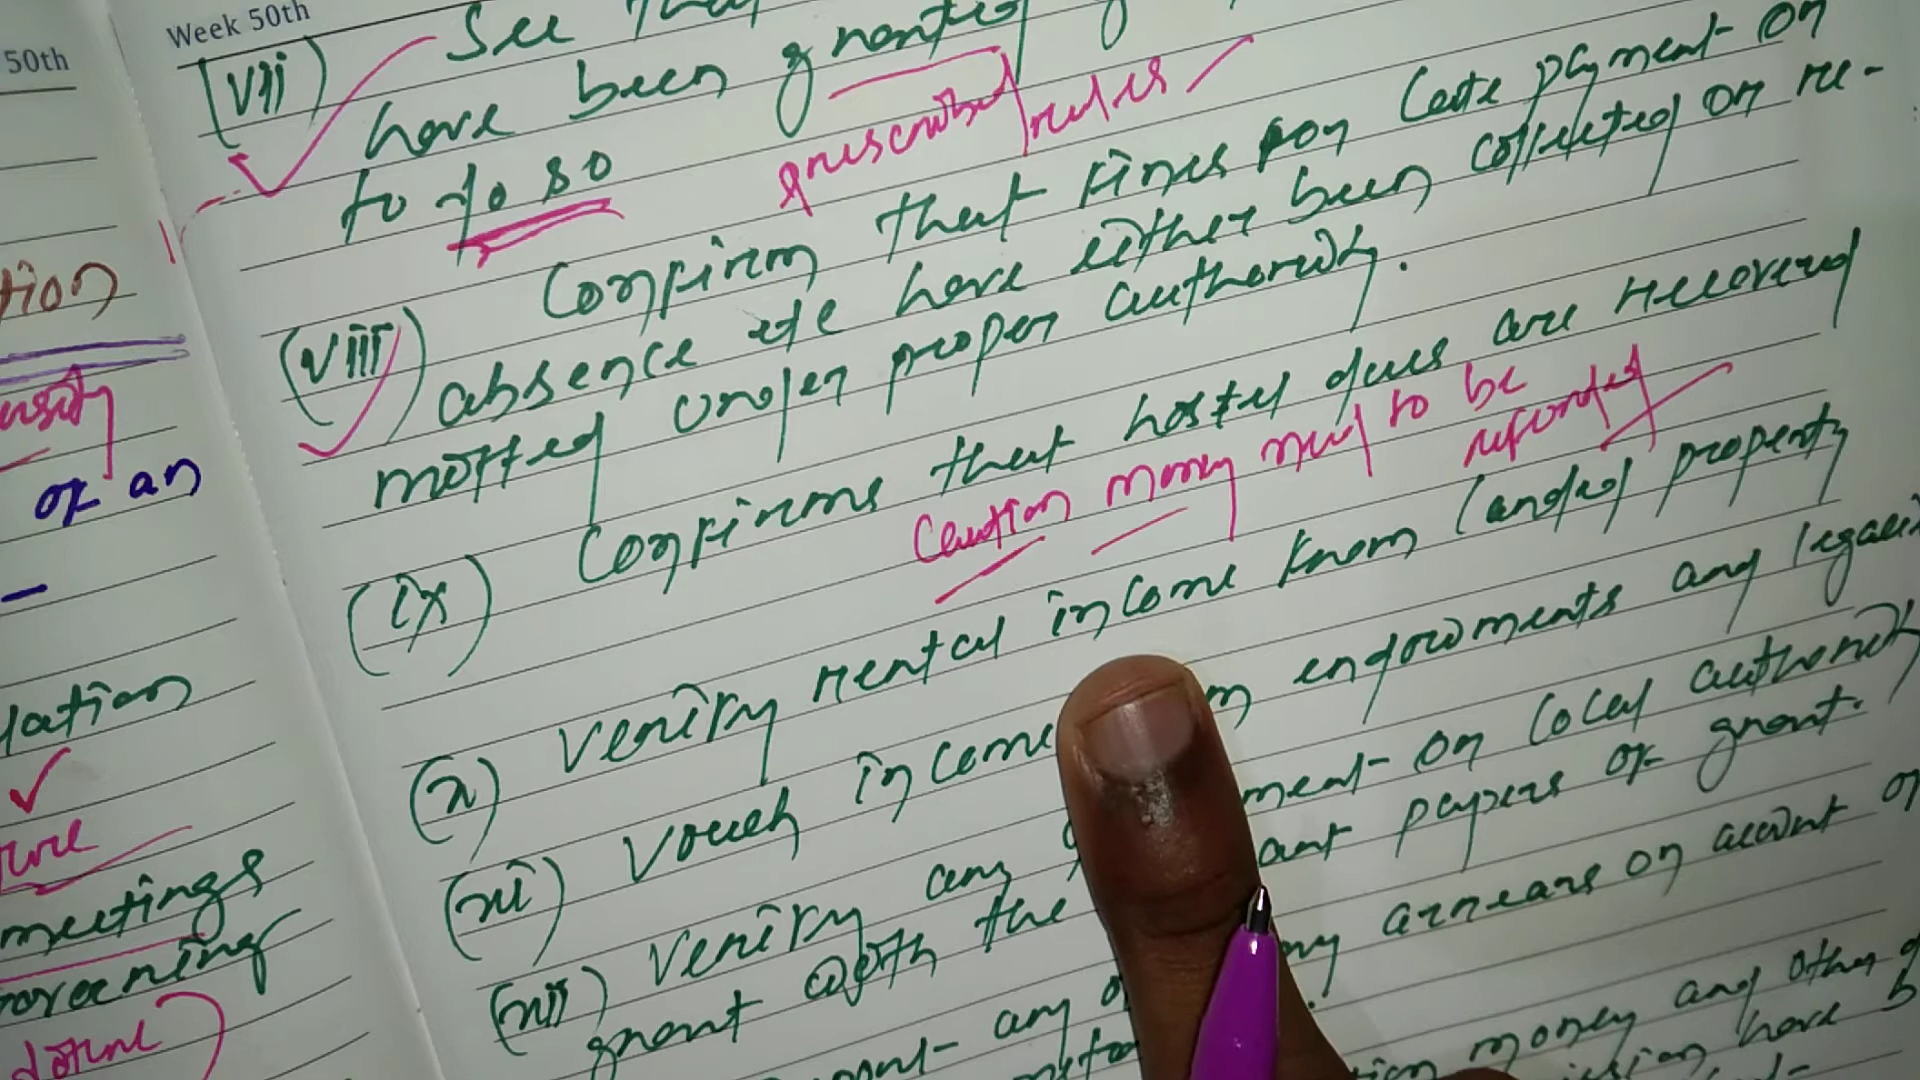 Week 50th
50th
(vii) See that
have been granted
to do so
prescribed rules
(viii) Confirm that fines for late payment or
absence etc have either been collected or re-
mitted under proper authority.
(ix) Confirms that hostel dues are recovered
Caution money need to be
refunded
(x) Verify rental income from landed property
(xi) Vouch income endowments and
(xii) Verify any on local authority
grant with the papers of grant.
any arrears on account of
money and other
have
tion
of an
lation
meetings